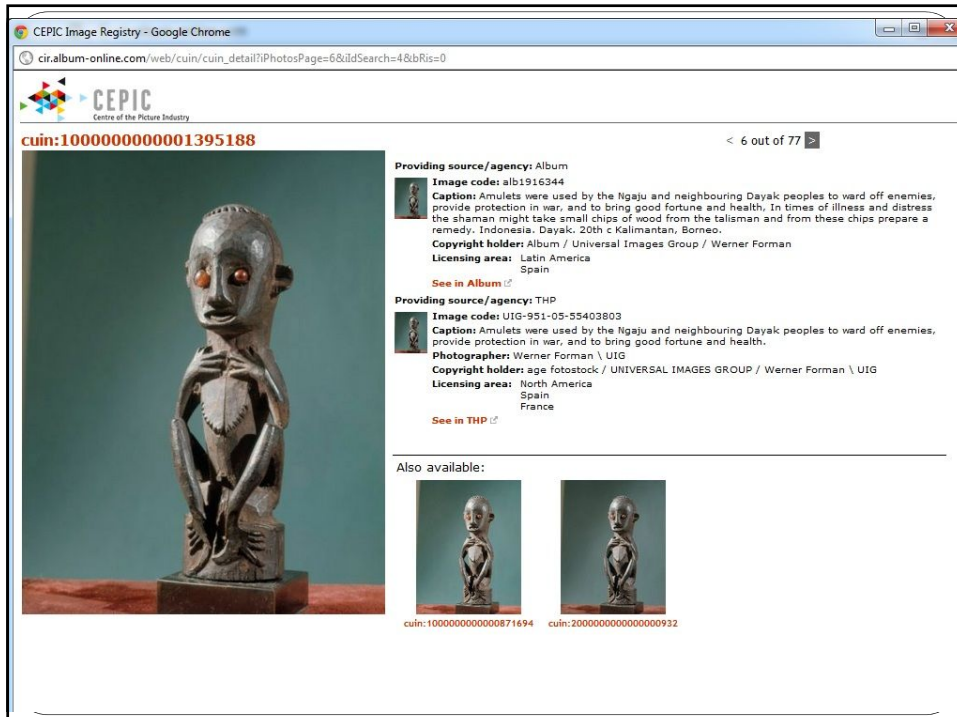 CEPIC Image Registry - Google Chrome
cir.album-online.com/web/cuin/cuin_detail?iPhotosPage=6&iIdSearch=4&bRis=0
CEPIC
Centre of the Picture Industry
cuin:1000000000001395188
< 6 out of 77 >
Providing source/agency: Album
Image code: alb1916344
Caption: Amulets were used by the Ngaju and neighbouring Dayak peoples to ward off enemies,
provide protection in war, and to bring good fortune and health, In times of illness and distress
the shaman might take small chips of wood from the talisman and from these chips prepare a
remedy. Indonesia. Dayak. 20th c Kalimantan, Borneo.
Copyright holder: Album / Universal Images Group / Werner Forman
Licensing area: Latin America
Spain
See in Album
Providing source/agency: THP
Image code: UIG-951-05-55403803
Caption: Amulets were used by the Ngaju and neighbouring Dayak peoples to ward off enemies,
provide protection in war, and to bring good fortune and health.
Photographer: Werner Forman \ UIG
Copyright holder: age fotostock / UNIVERSAL IMAGES GROUP / Werner Forman \ UIG
Licensing area: North America
Spain
France
See in THP
Also available:
cuin:1000000000000871694
cuin:2000000000000000932